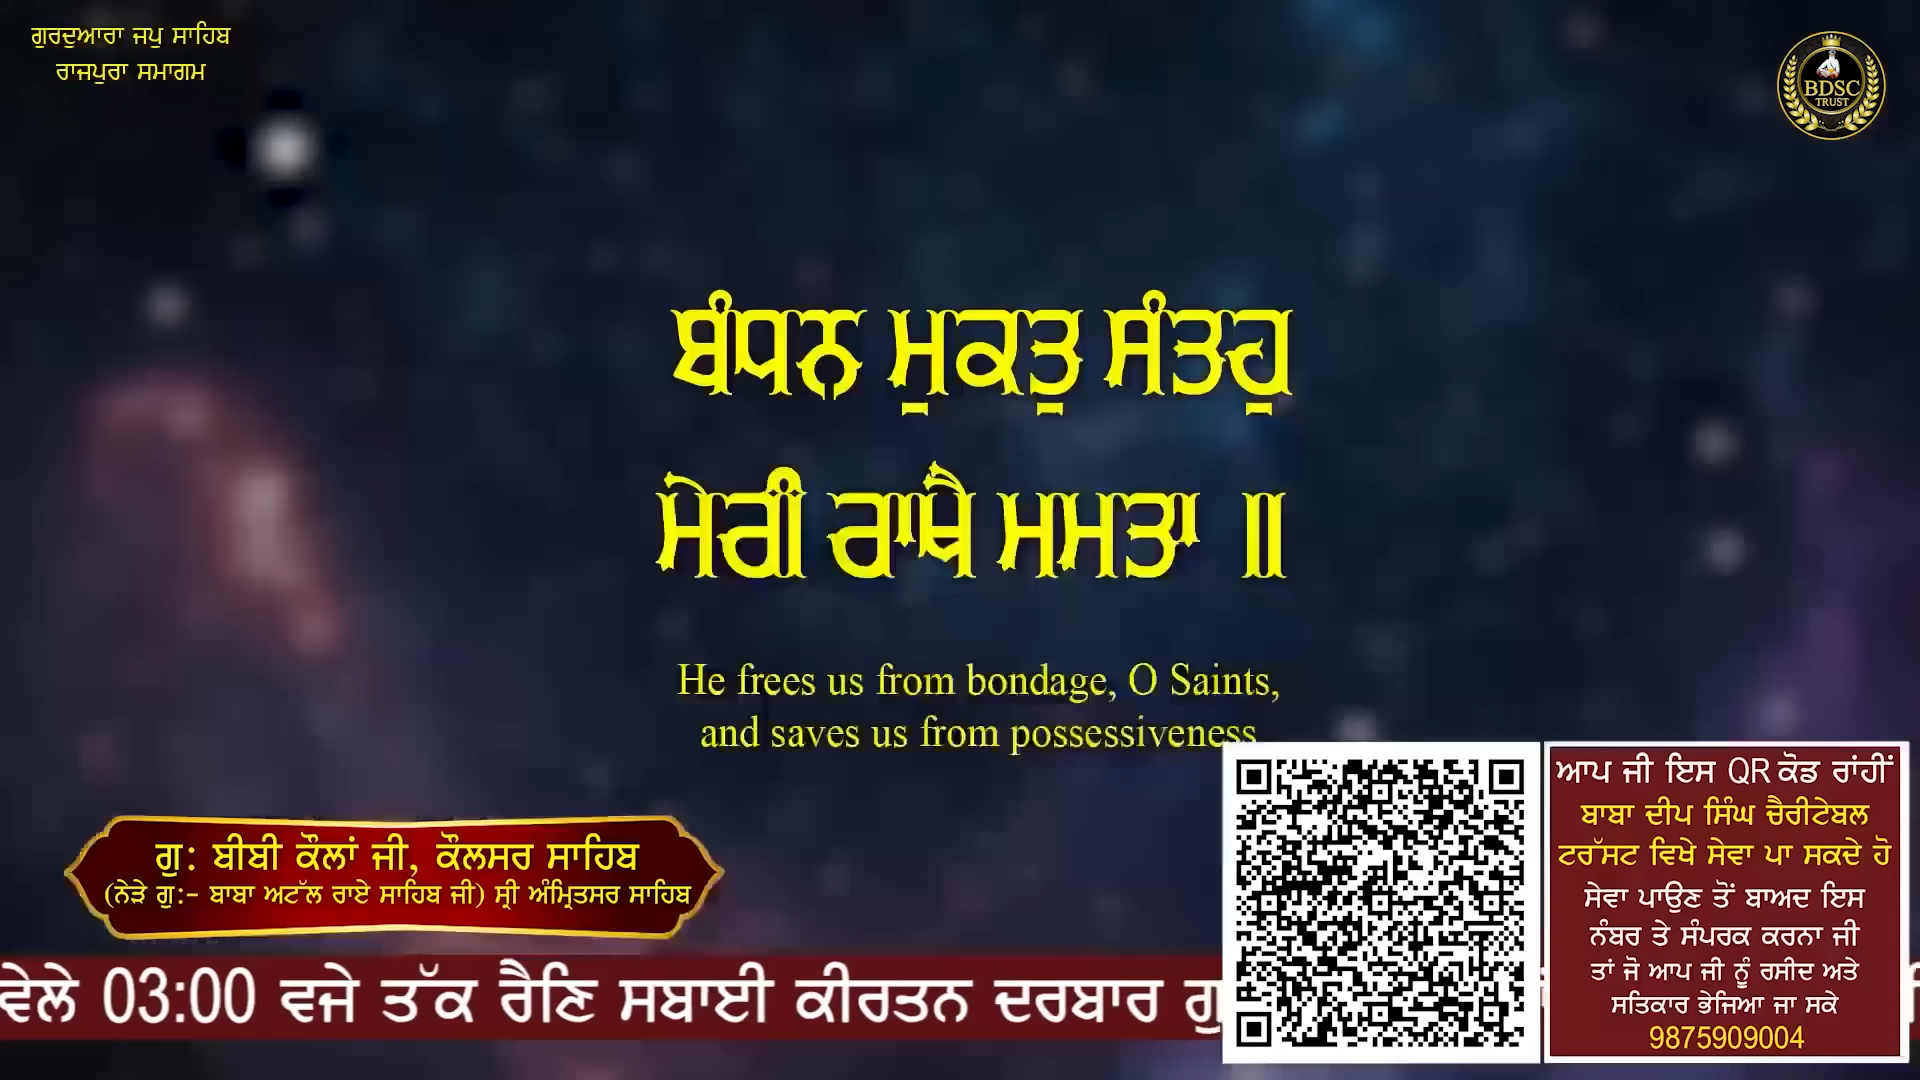 ਗੁਰਦੁਆਰਾ ਜਪੁ ਸਾਹਿਬ
ਰਾਜਪੁਰਾ ਸਮਾਗਮ
BDSC
TRUST
ਬੰਧਨ ਮੁਕਤੁ ਸੰਤਹੁ
ਮੇਰੀ ਰਾਖੈ ਮਮਤਾ ॥
He frees us from bondage, O Saints,
and saves us from possessiveness
ਗੁ: ਬੀਬੀ ਕੌਲਾਂ ਜੀ, ਕੌਲਸਰ ਸਾਹਿਬ
(ਨੇੜੇ ਗੁ:- ਬਾਬਾ ਅਟੱਲ ਰਾਏ ਸਾਹਿਬ ਜੀ) ਸ੍ਰੀ ਅੰਮ੍ਰਿਤਸਰ ਸਾਹਿਬ
ਵੇਲੇ 03:00 ਵਜੇ ਤੱਕ ਰੈਣਿ ਸਬਾਈ ਕੀਰਤਨ ਦਰਬਾਰ ਗੁ
ਆਪ ਜੀ ਇਸ QR ਕੋਡ ਰਾਂਹੀਂ
ਬਾਬਾ ਦੀਪ ਸਿੰਘ ਚੈਰੀਟੇਬਲ
ਟਰੱਸਟ ਵਿਖੇ ਸੇਵਾ ਪਾ ਸਕਦੇ ਹੋ
ਸੇਵਾ ਪਾਉਣ ਤੋਂ ਬਾਅਦ ਇਸ
ਨੰਬਰ ਤੇ ਸੰਪਰਕ ਕਰਨਾ ਜੀ
ਤਾਂ ਜੋ ਆਪ ਜੀ ਨੂੰ ਰਸੀਦ ਅਤੇ
ਸਤਿਕਾਰ ਭੇਜਿਆ ਜਾ ਸਕੇ
9875909004